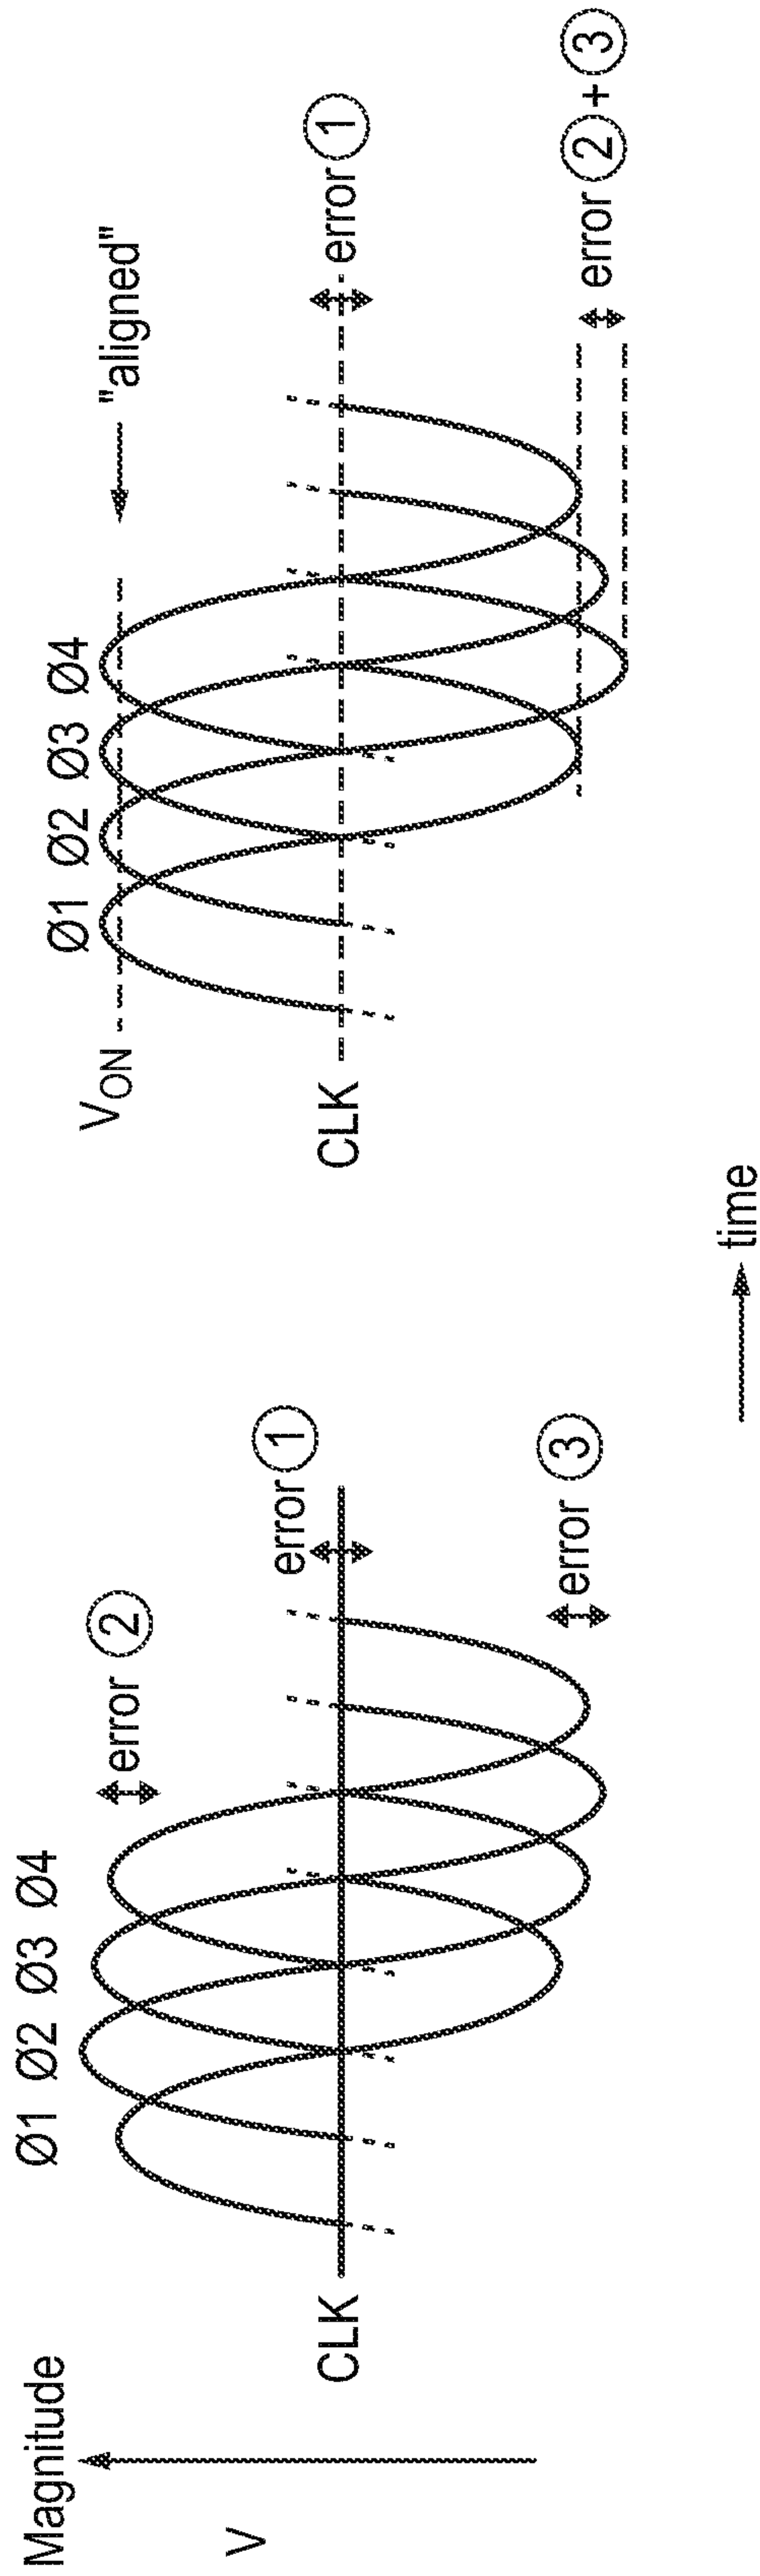 Magnitude
V
Ø1 Ø2 Ø3 Ø4
error 2
CLK
error 1
error 3
time
VON
Ø1 Ø2 Ø3 Ø4
"aligned"
CLK
error 1
error 2 + 3